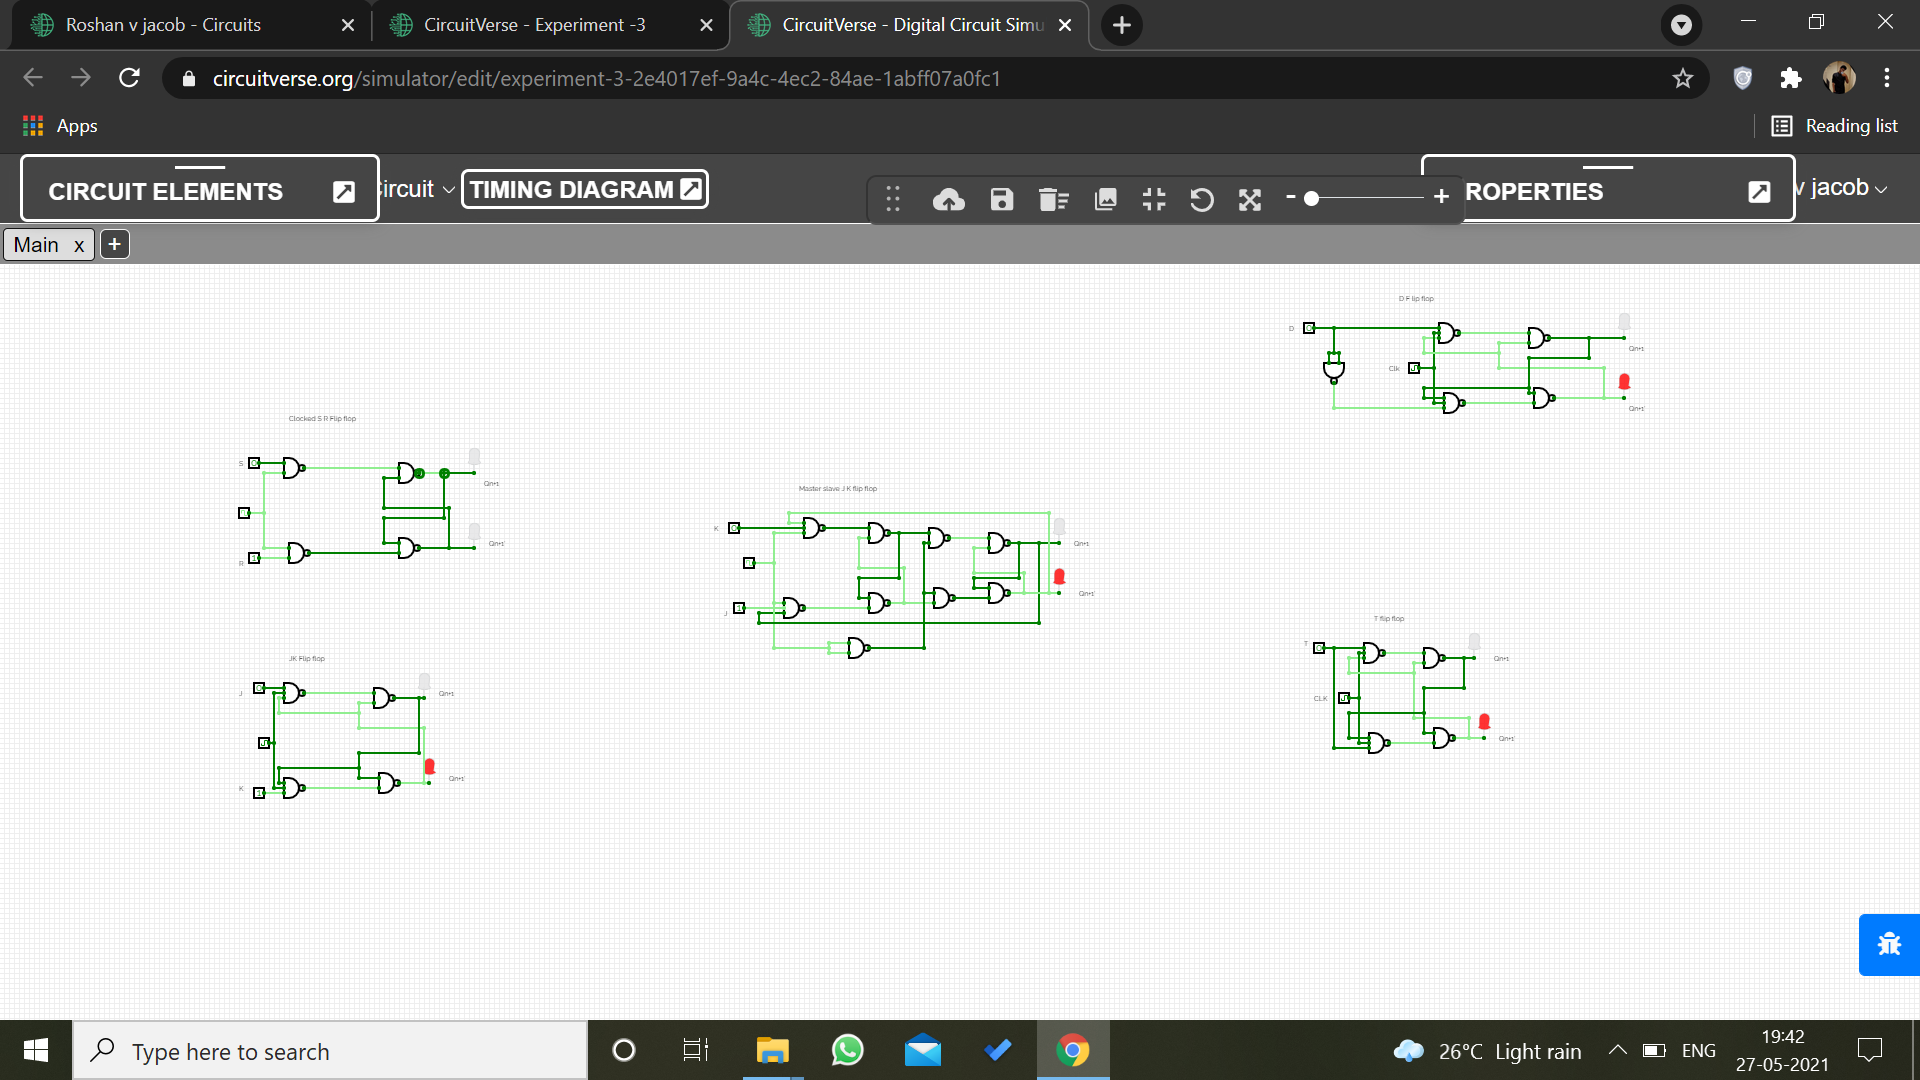 Roshan v jacob - Circuits
CircuitVerse - Experiment -3
CircuitVerse - Digital Circuit Simu
circuitverse.org/simulator/edit/experiment-3-2e4017ef-9a4c-4ec2-84ae-1abff07a0fc1
Apps
Reading list
CIRCUIT ELEMENTS
ircuit
TIMING DIAGRAM
- +
ROPERTIES
v jacob
Main x +
D F lip flop
D
Qn+1
Clk
Qn+1'
Clocked S R Flip flop
S
Qn+1
Qn+1'
R
Master slave J K flip flop
K
Qn+1
Qn+1'
J
T flip flop
T
Qn+1
CLK
Qn+1'
JK Flip flop
J
Qn+1
Qn+1'
K
Type here to search
26°C Light rain
ENG
19:42
27-05-2021